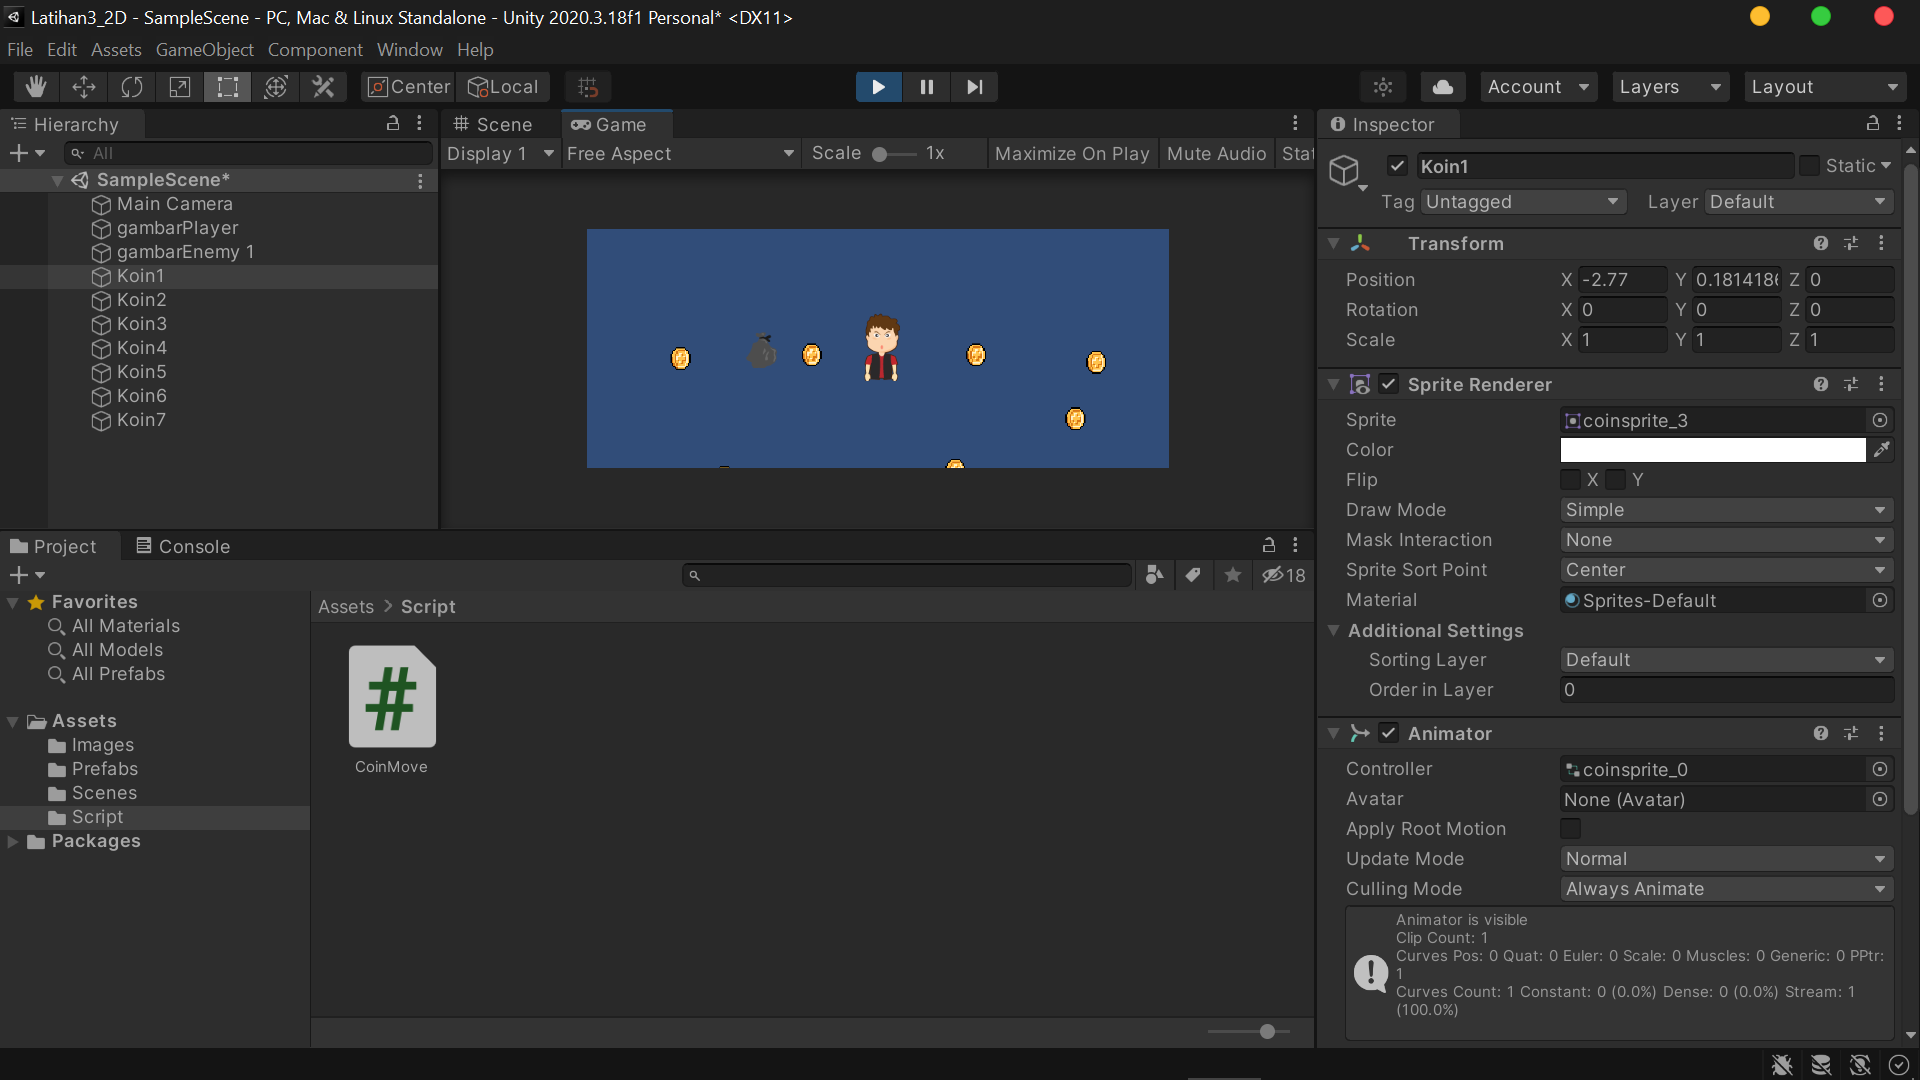 Latihan3_2D - SampleScene - PC, Mac & Linux Standalone - Unity 2020.3.18f1 Personal* <DX11>
File Edit Assets GameObject Component Window Help
Center Local Account Layers Layout
Hierarchy
All
SampleScene*
Main Camera
gambarPlayer
gambarEnemy 1
Koin1
Koin2
Koin3
Koin4
Koin5
Koin6
Koin7
Scene Game
Display 1 Free Aspect Scale 1x Maximize On Play Mute Audio Stat
Project Console
18
Favorites
All Materials
All Models
All Prefabs
Assets
Images
Prefabs
Scenes
Script
Packages
Assets > Script
#
CoinMove
Inspector
Koin1 Static
Tag Untagged Layer Default
Transform
Position X -2.77 Y 0.1814186 Z 0
Rotation X 0 Y 0 Z 0
Scale X 1 Y 1 Z 1
Sprite Renderer
Sprite coinsprite_3
Color
Flip X Y
Draw Mode Simple
Mask Interaction None
Sprite Sort Point Center
Material Sprites-Default
Additional Settings
Sorting Layer Default
Order in Layer 0
Animator
Controller coinsprite_0
Avatar None (Avatar)
Apply Root Motion
Update Mode Normal
Culling Mode Always Animate
Animator is visible
Clip Count: 1
Curves Pos: 0 Quat: 0 Euler: 0 Scale: 0 Muscles: 0 Generic: 0 PPtr:
1
Curves Count: 1 Constant: 0 (0.0%) Dense: 0 (0.0%) Stream: 1
(100.0%)